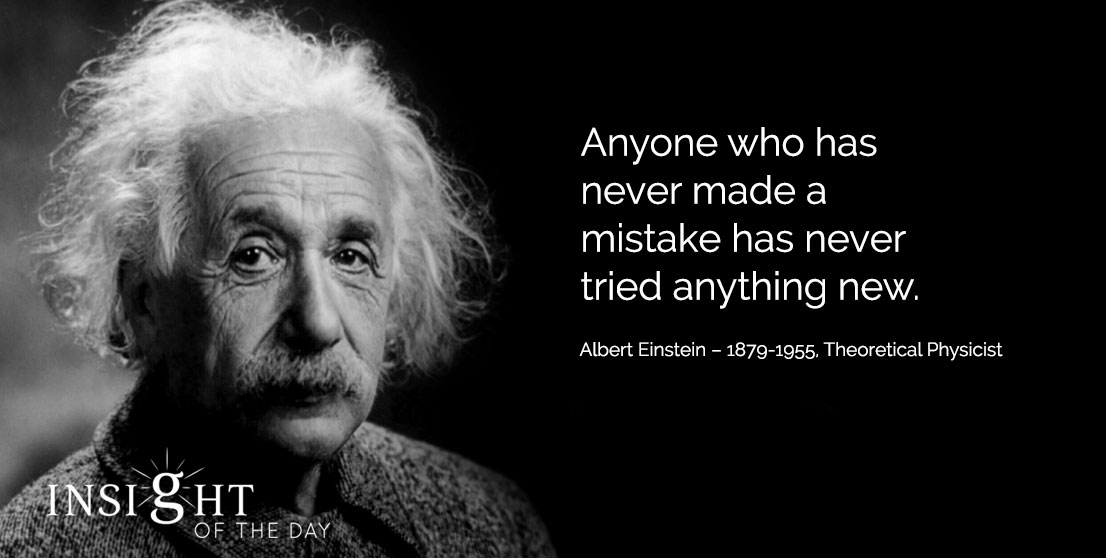 Anyone who has
never made a
mistake has never
tried anything new.
Albert Einstein – 1879-1955, Theoretical Physicist
INSIGHT
OF THE DAY